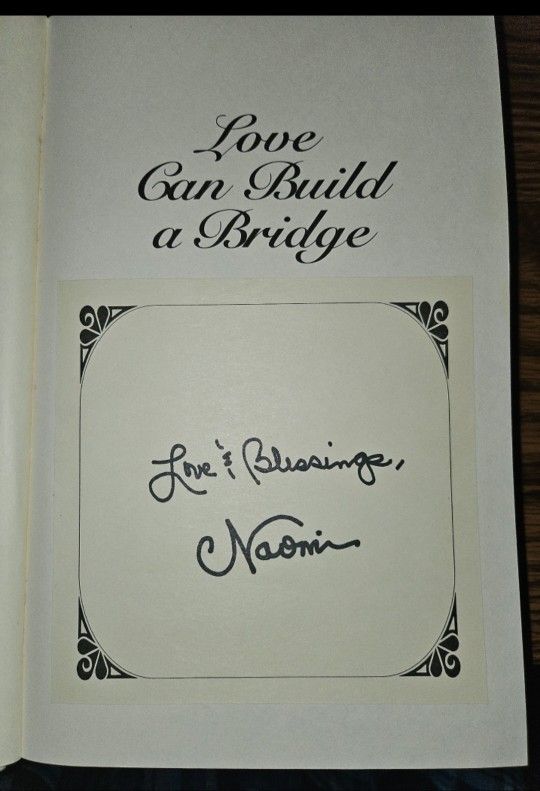 Love
Can Build
a Bridge
Love & Blessings,
Naomi